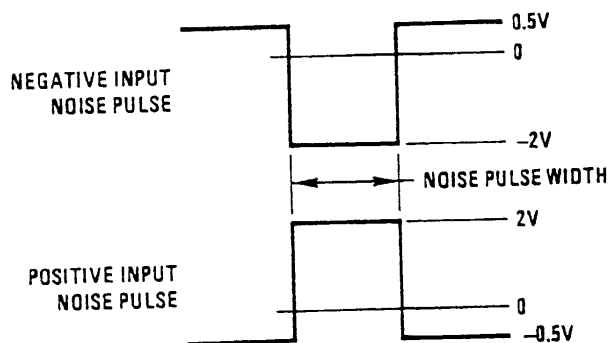 0.5V
0
NEGATIVE INPUT
NOISE PULSE
−2V
NOISE PULSE WIDTH
2V
POSITIVE INPUT
NOISE PULSE
0
−0.5V